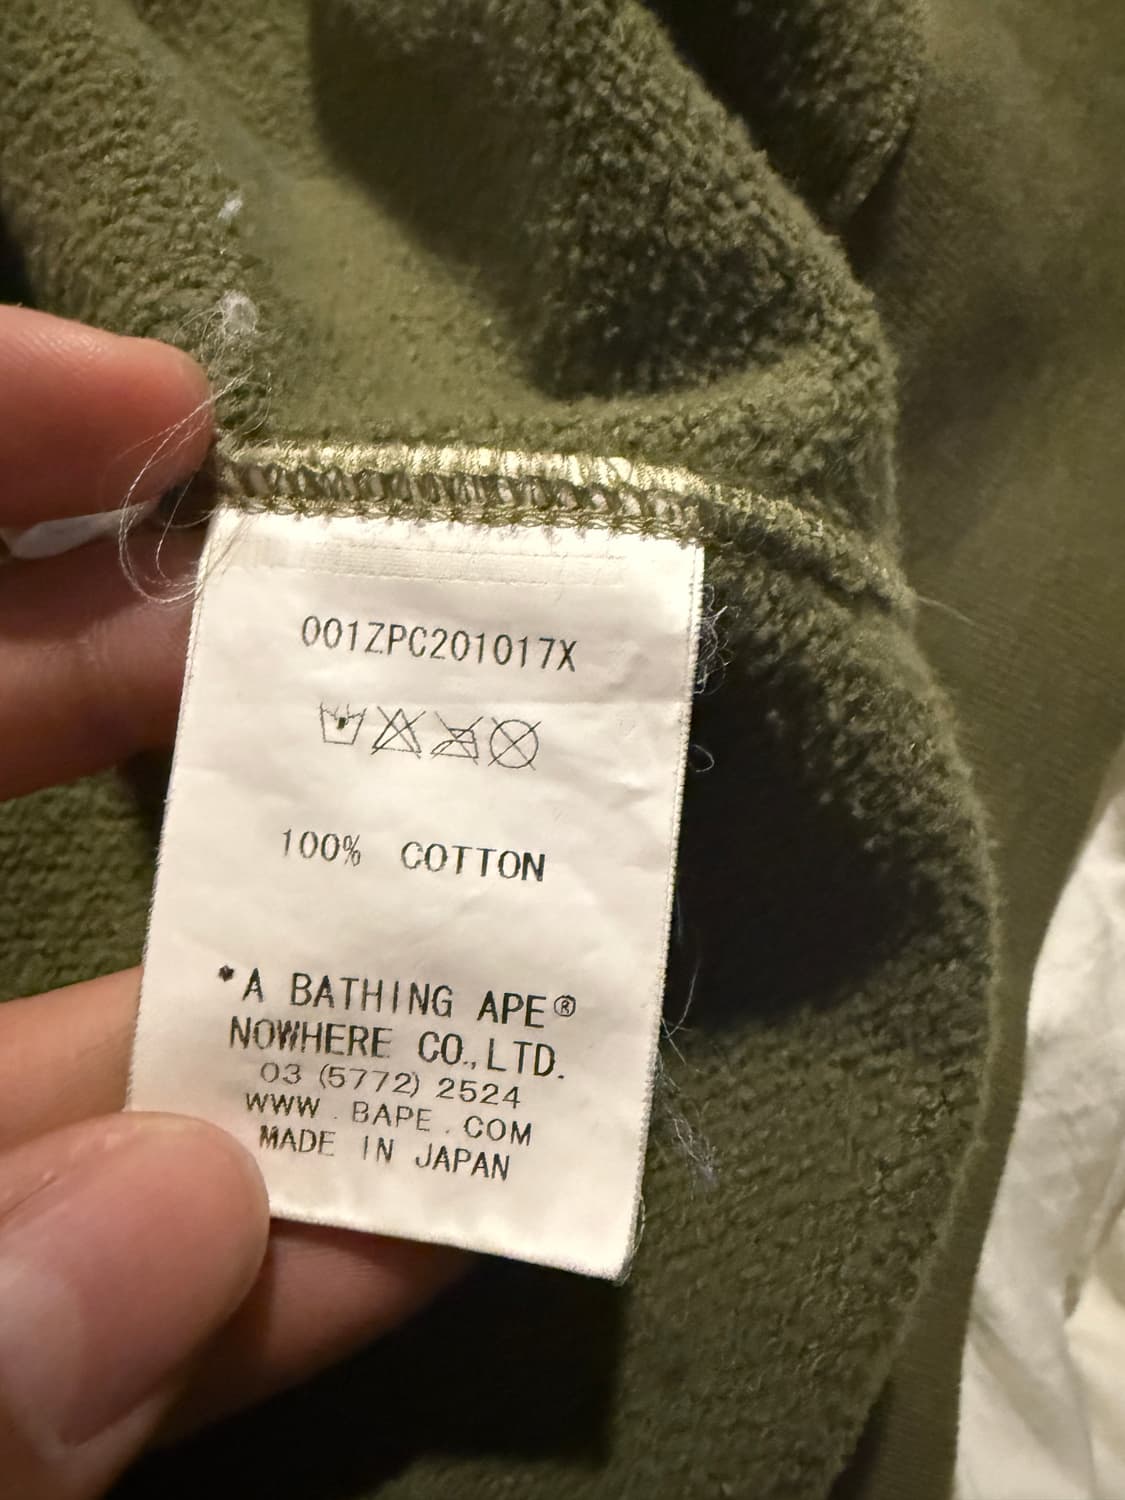 001ZPC201017X
100% COTTON
*A BATHING APE®
NOWHERE CO.,LTD.
03 (5772) 2524
WWW . BAPE . COM
MADE IN JAPAN